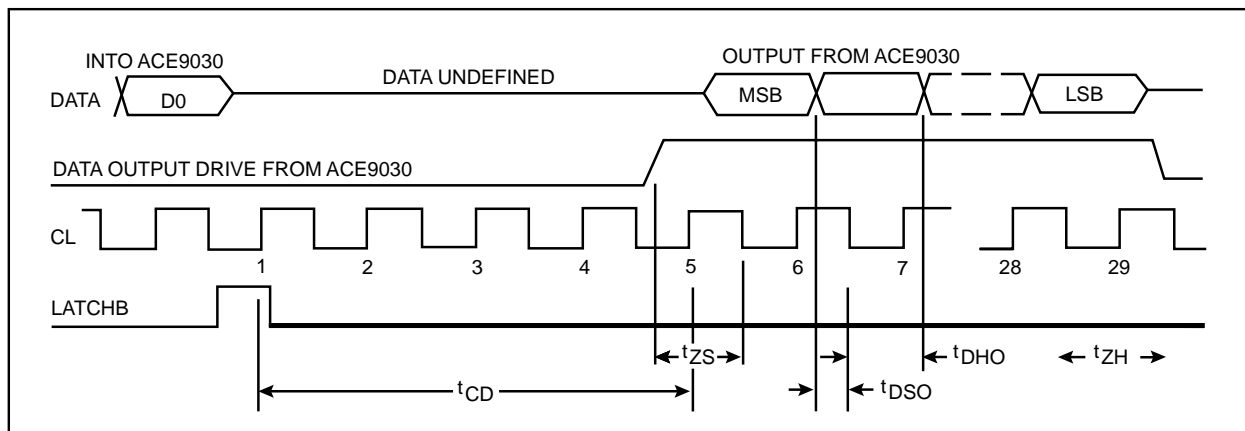 INTO ACE9030
OUTPUT FROM ACE9030
DATA UNDEFINED
DATA
D0
MSB
LSB
DATA OUTPUT DRIVE FROM ACE9030
CL
1 2 3 4 5 6 7 28 29
LATCHB
tZS
tDHO
tZH
tCD
tDSO